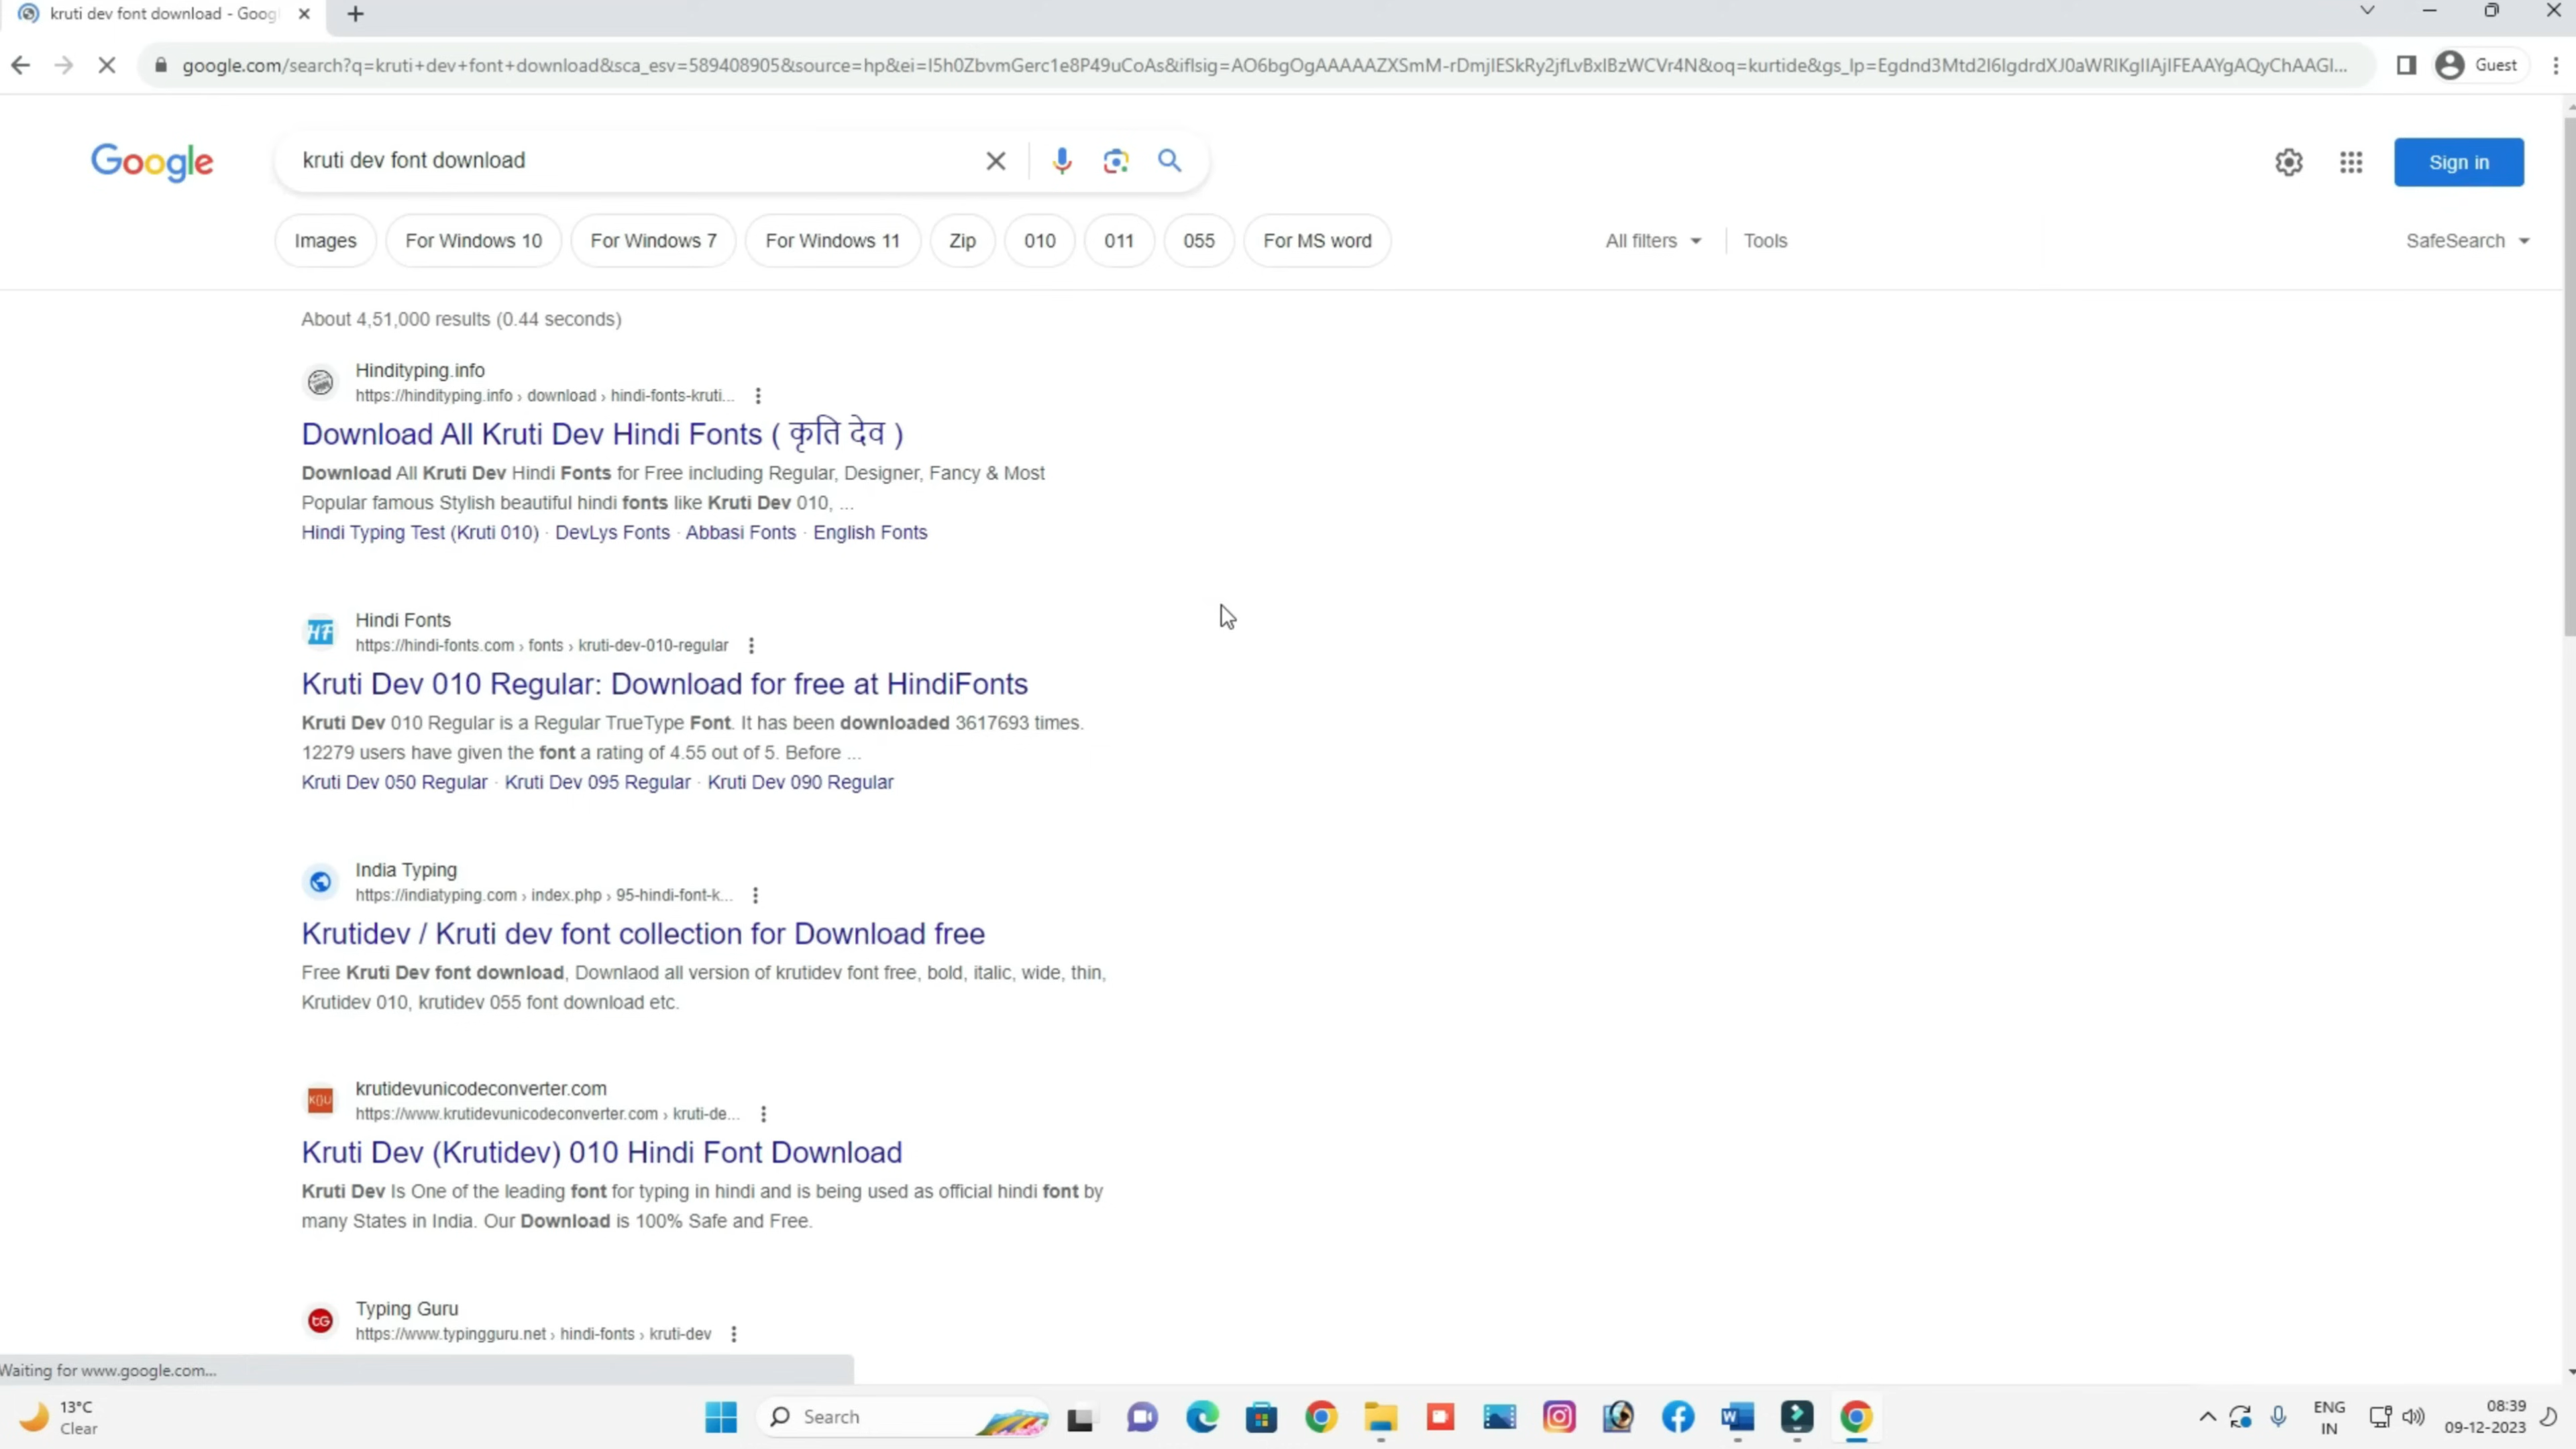 kruti dev font download - Goog
google.com/search?q=kruti+dev+font+download&sca_esv=589408905&source=hp&ei=
Guest
Google
kruti dev font download
Sign in
Images
For Windows 10
For Windows 7
For Windows 11
Zip
010
011
055
For MS word
All filters
Tools
SafeSearch
About 4,51,000 results (0.44 seconds)
Hindityping.info
https://hindityping.info › download › hindi-fonts-kruti...
Download All Kruti Dev Hindi Fonts ( कृति देव )
Download All Kruti Dev Hindi Fonts for Free including Regular, Designer, Fancy & Most
Popular famous Stylish beautiful hindi fonts like Kruti Dev 010, ...
Hindi Typing Test (Kruti 010) · DevLys Fonts · Abbasi Fonts · English Fonts
Hindi Fonts
https://hindi-fonts.com › fonts › kruti-dev-010-regular
HF
Kruti Dev 010 Regular: Download for free at HindiFonts
Kruti Dev 010 Regular is a Regular TrueType Font. It has been downloaded 3617693 times.
12279 users have given the font a rating of 4.55 out of 5. Before ...
Kruti Dev 050 Regular · Kruti Dev 095 Regular · Kruti Dev 090 Regular
India Typing
https://indiatyping.com › index.php › 95-hindi-font-k...
Krutidev / Kruti dev font collection for Download free
Free Kruti Dev font download, Downlaod all version of krutidev font free, bold, italic, wide, thin,
Krutidev 010, krutidev 055 font download etc.
krutidevunicodeconverter.com
https://www.krutidevunicodeconverter.com › kruti-de...
Kruti Dev (Krutidev) 010 Hindi Font Download
Kruti Dev Is One of the leading font for typing in hindi and is being used as official hindi font by
many States in India. Our Download is 100% Safe and Free.
Typing Guru
https://www.typingguru.net › hindi-fonts › kruti-dev
tG
Waiting for www.google.com...
13°C
Clear
Search
W
ENG
IN
08:39
09-12-2023